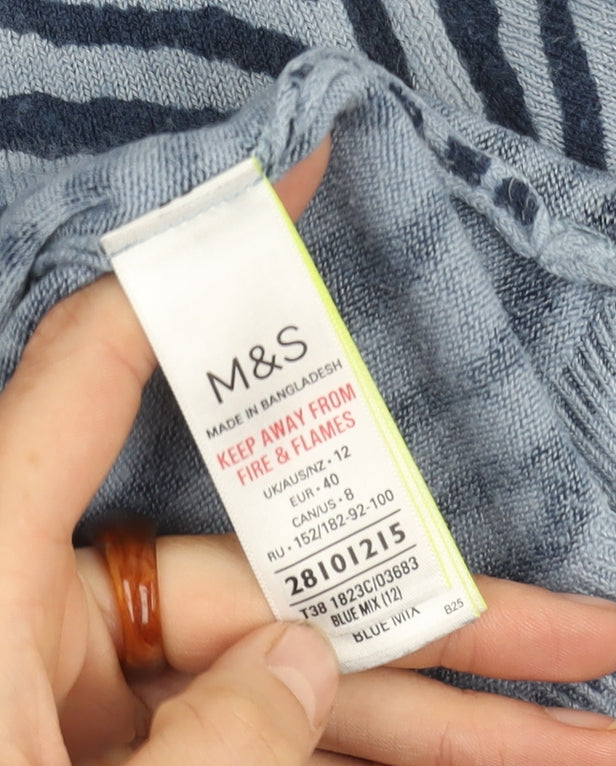 M&S
MADE IN BANGLADESH
KEEP AWAY FROM
FIRE & FLAMES
UK/AUS/NZ • 12
EUR • 40
CAN/US • 8
RU • 152/182-92-100
28101215
T38 1823C/03683
BLUE MIX (12)
BLUE MIX
B25